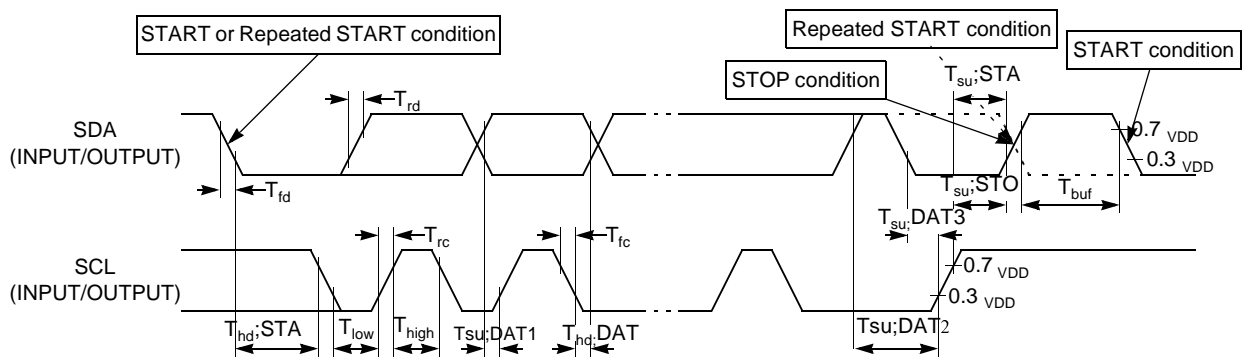 START or Repeated START condition
Repeated START condition
START condition
STOP condition
Tsu;STA
Trd
SDA
(INPUT/OUTPUT)
0.7 VDD
0.3 VDD
Tfd
Tsu;STO
Tbuf
Tsu;DAT3
Trc
Tfc
SCL
(INPUT/OUTPUT)
0.7 VDD
0.3 VDD
Thd;STA
Tlow
Thigh
Tsu;DAT1
Thd;DAT
Tsu;DAT2